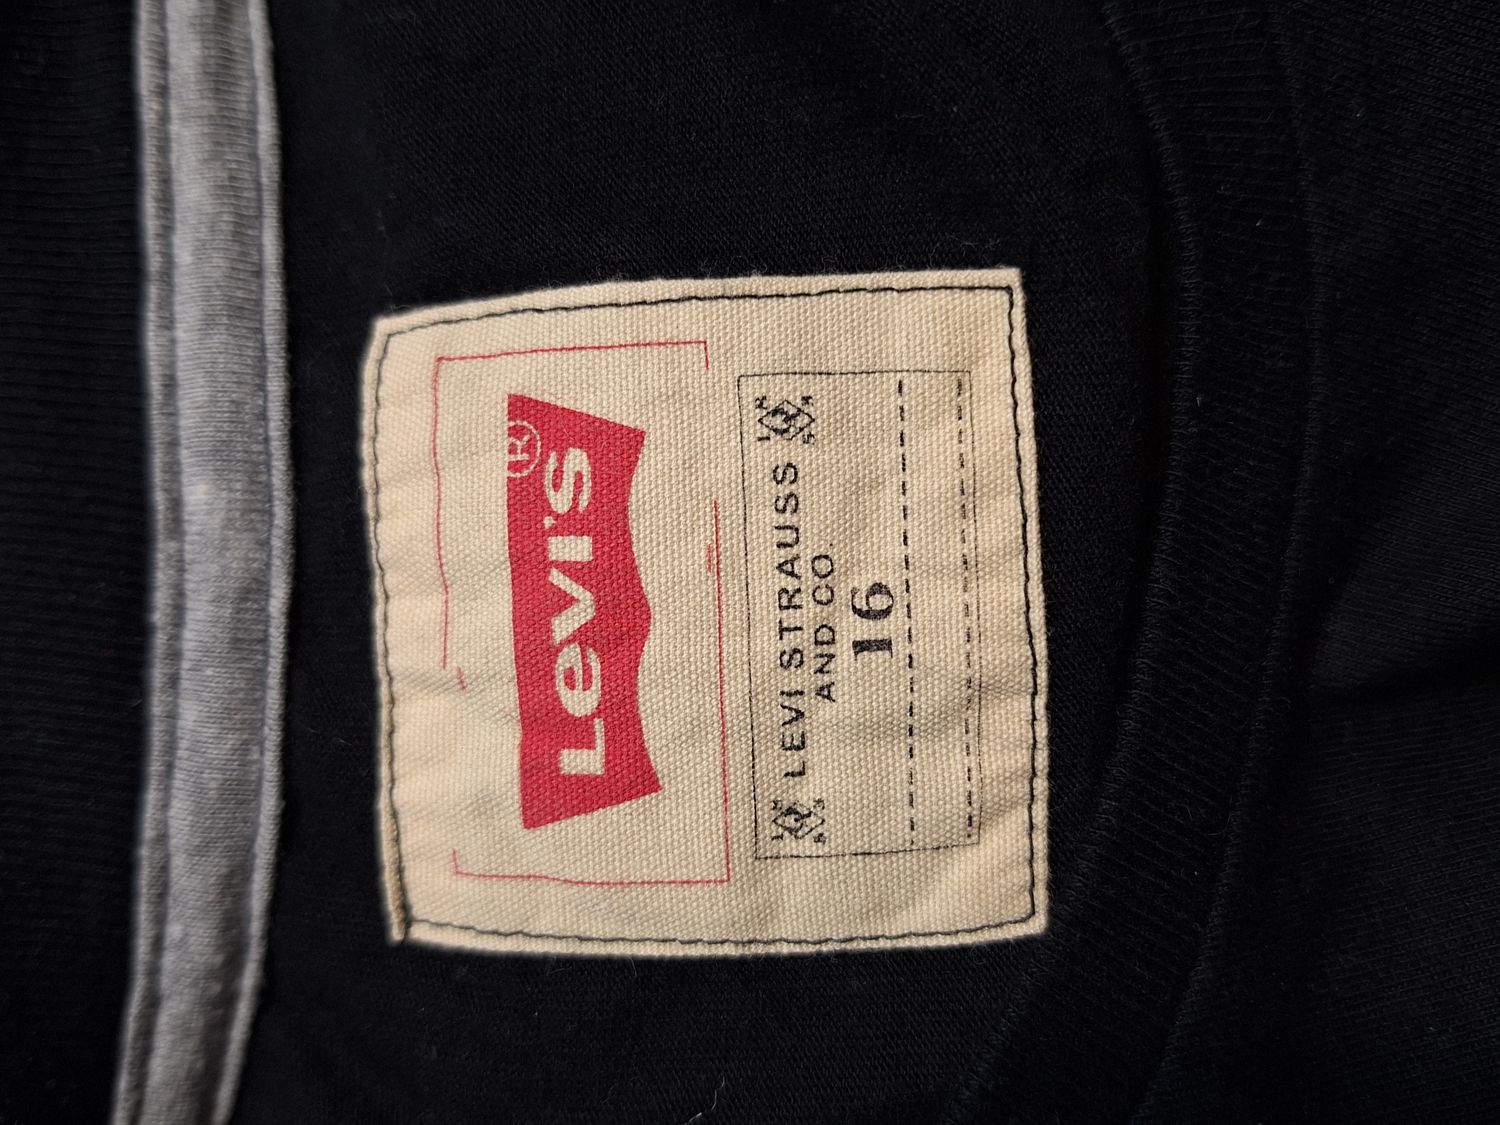 Levi's®
LEVI STRAUSS
AND CO.
16